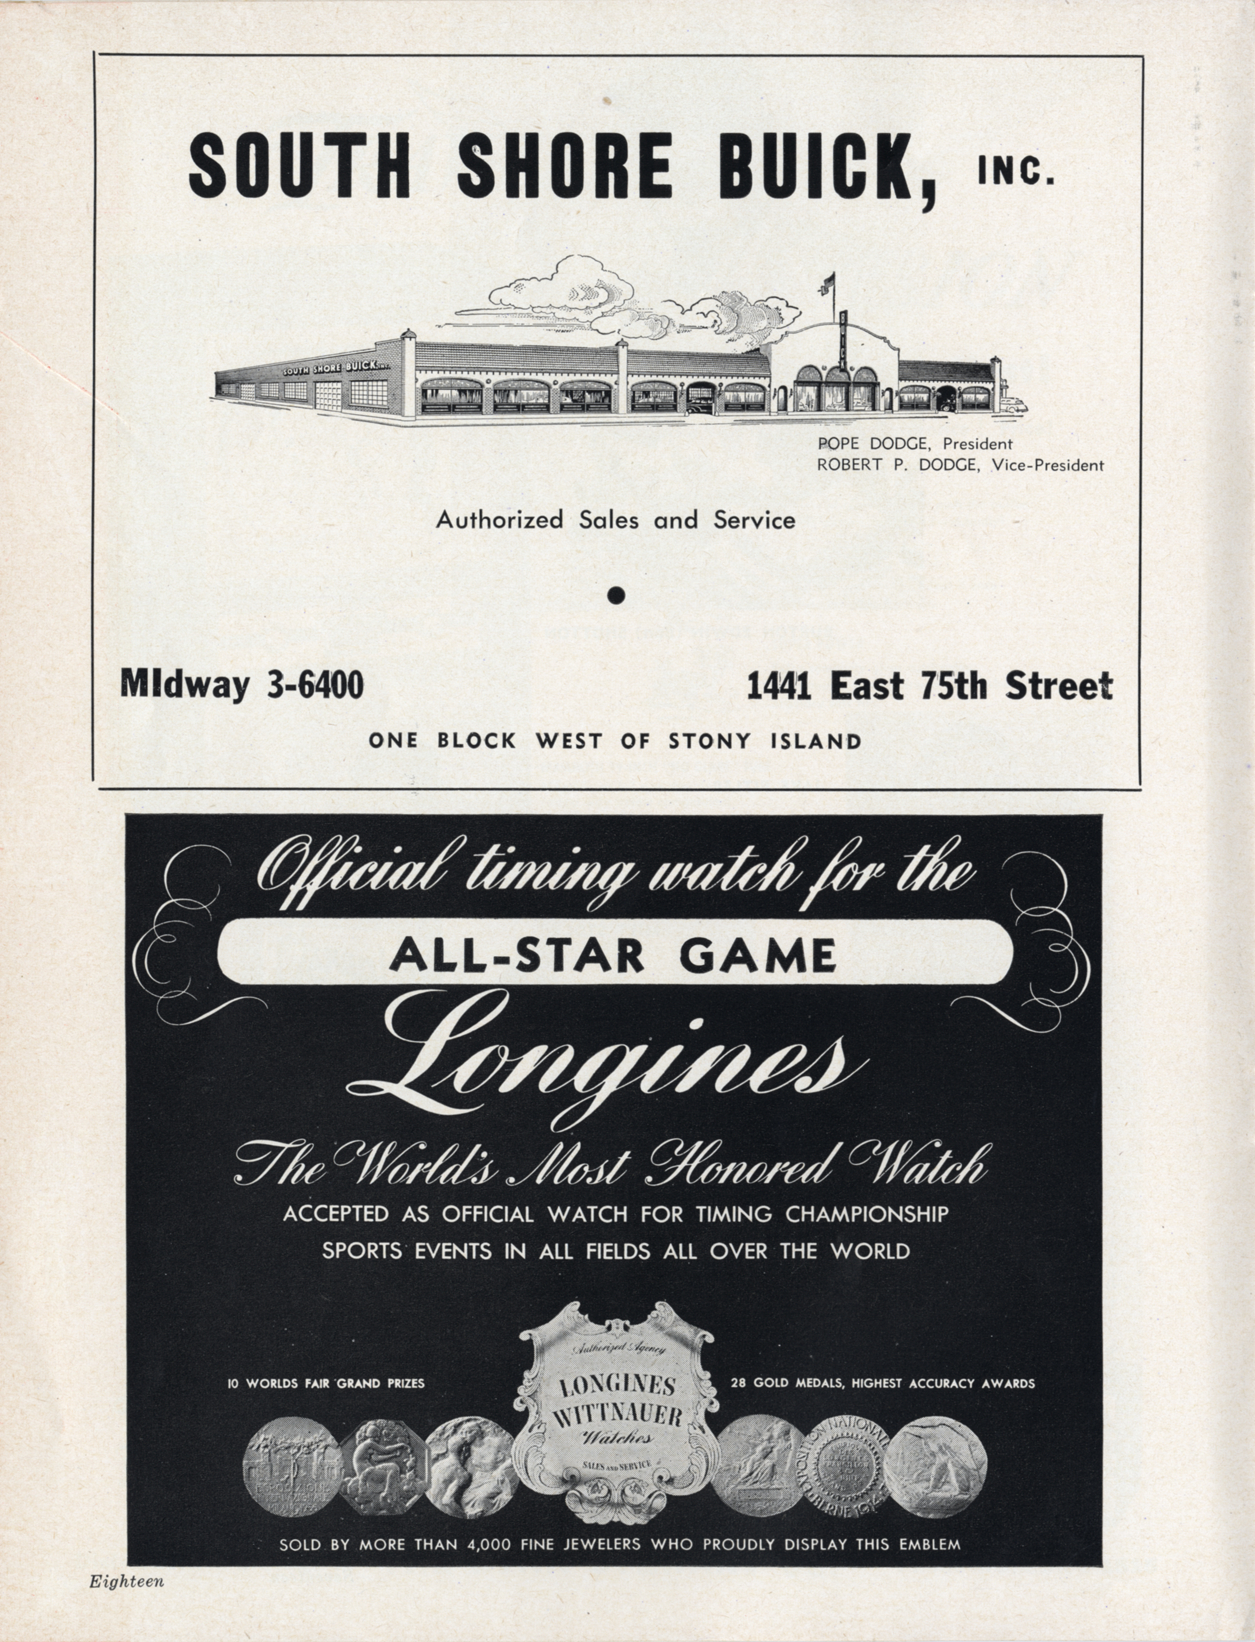 SOUTH SHORE BUICK, INC.
BUICK
SOUTH SHORE BUICK, INC.
POPE DODGE, President
ROBERT P. DODGE, Vice-President
Authorized Sales and Service
MIdway 3-6400
1441 East 75th Street
ONE BLOCK WEST OF STONY ISLAND
Official timing watch for the
ALL-STAR GAME
Longines
The World's Most Honored Watch
ACCEPTED AS OFFICIAL WATCH FOR TIMING CHAMPIONSHIP
SPORTS EVENTS IN ALL FIELDS ALL OVER THE WORLD
10 WORLDS FAIR GRAND PRIZES
Authorized Agency
LONGINES
WITTNAUER
Watches
SALES AND SERVICE
28 GOLD MEDALS, HIGHEST ACCURACY AWARDS
EXPOSITION NATIONALE
SOLD BY MORE THAN 4,000 FINE JEWELERS WHO PROUDLY DISPLAY THIS EMBLEM
Eighteen